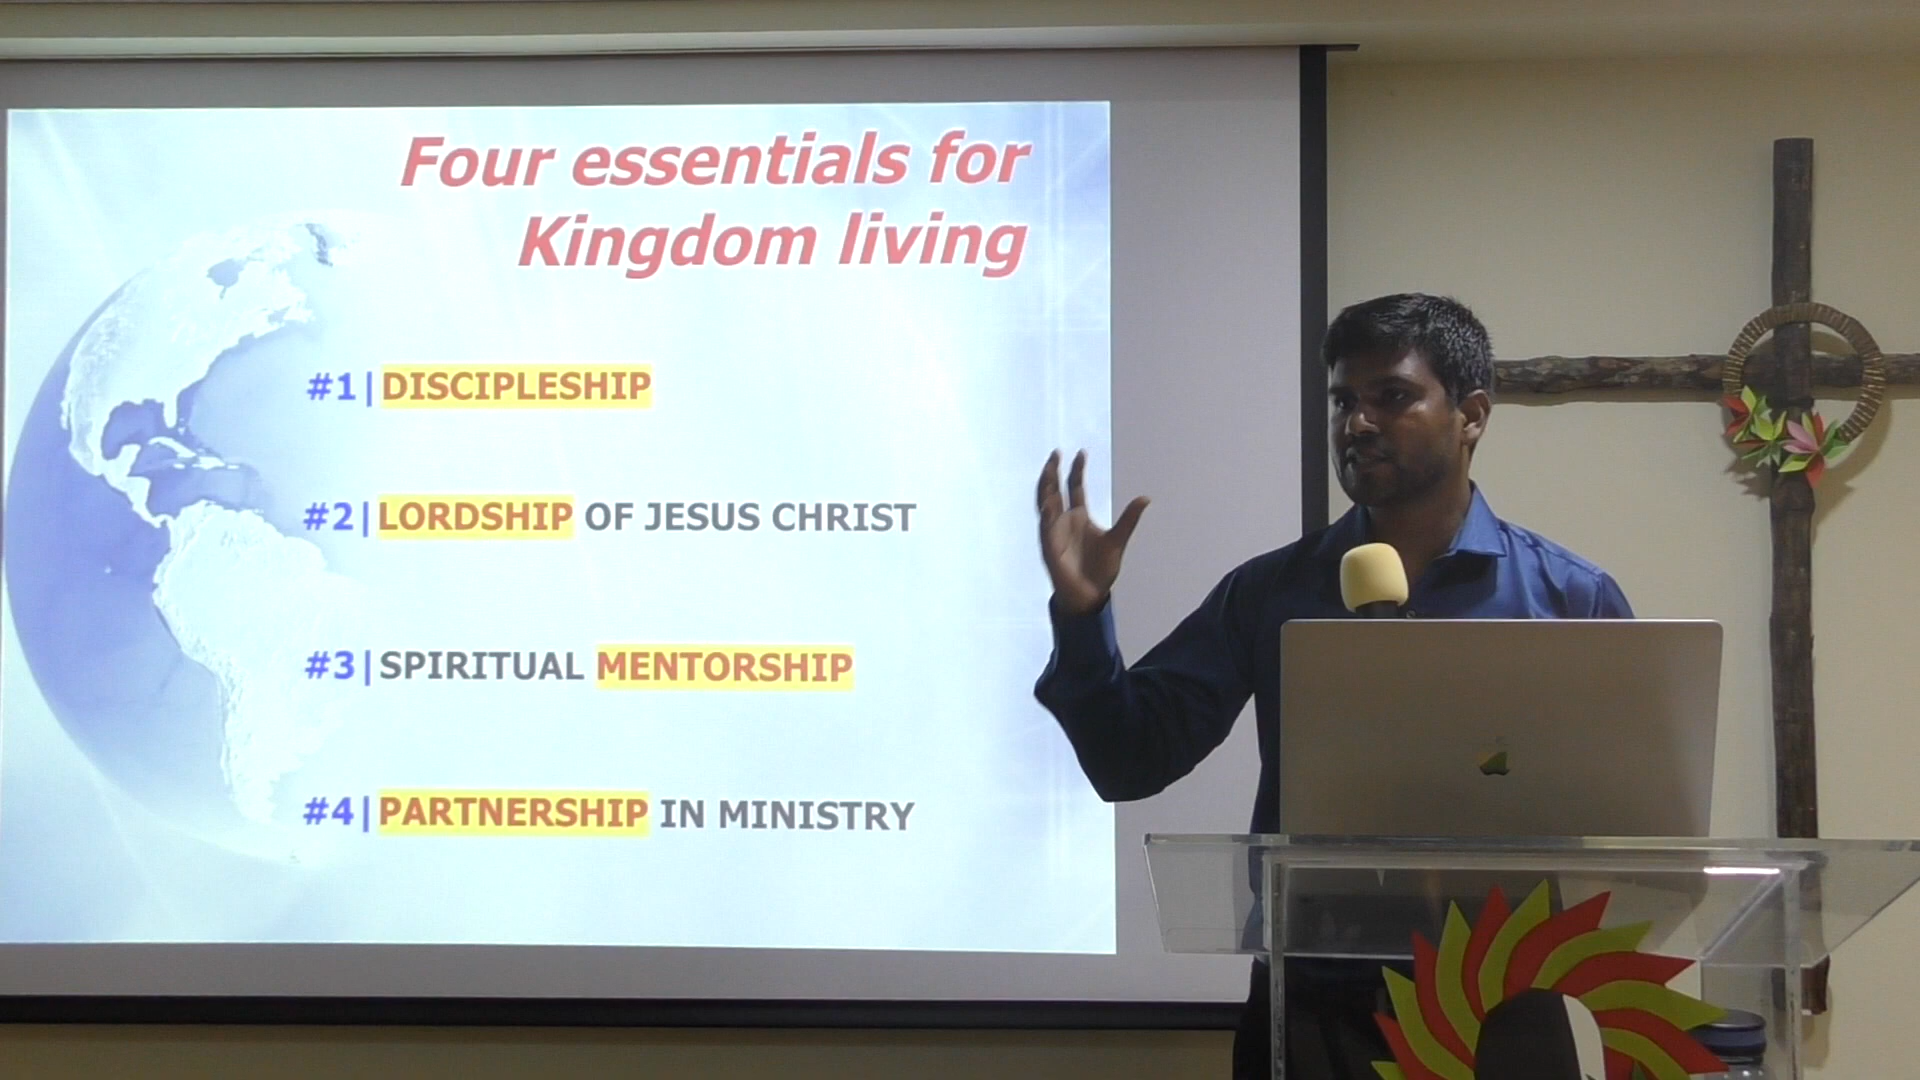 Four essentials for
Kingdom living
#1|DISCIPLESHIP
#2|LORDSHIP OF JESUS CHRIST
#3|SPIRITUAL MENTORSHIP
#4|PARTNERSHIP IN MINISTRY